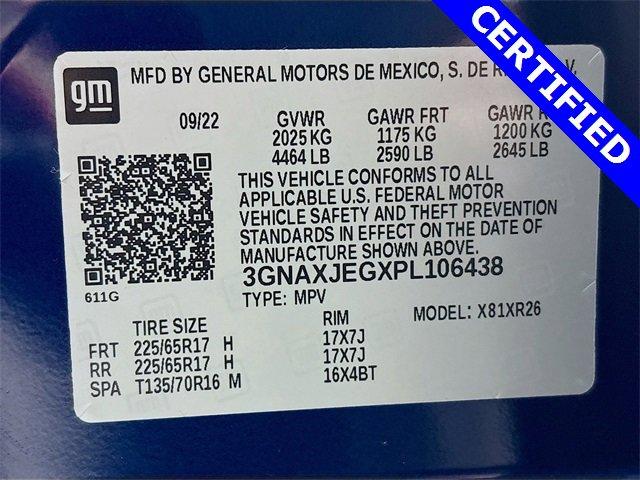 CERTIFIED
gm
MFD BY GENERAL MOTORS DE MEXICO, S. DE R. V.
09/22 GVWR GAWR FRT GAWR
2025 KG 1175 KG 1200 KG
4464 LB 2590 LB 2645 LB
THIS VEHICLE CONFORMS TO ALL
APPLICABLE U.S. FEDERAL MOTOR
VEHICLE SAFETY AND THEFT PREVENTION
STANDARDS IN EFFECT ON THE DATE OF
MANUFACTURE SHOWN ABOVE.
3GNAXJEGXPL106438
611G
TYPE: MPV
MODEL: X81XR26
TIRE SIZE RIM
FRT 225/65R17 H 17X7J
RR 225/65R17 H 17X7J
SPA T135/70R16 M 16X4BT